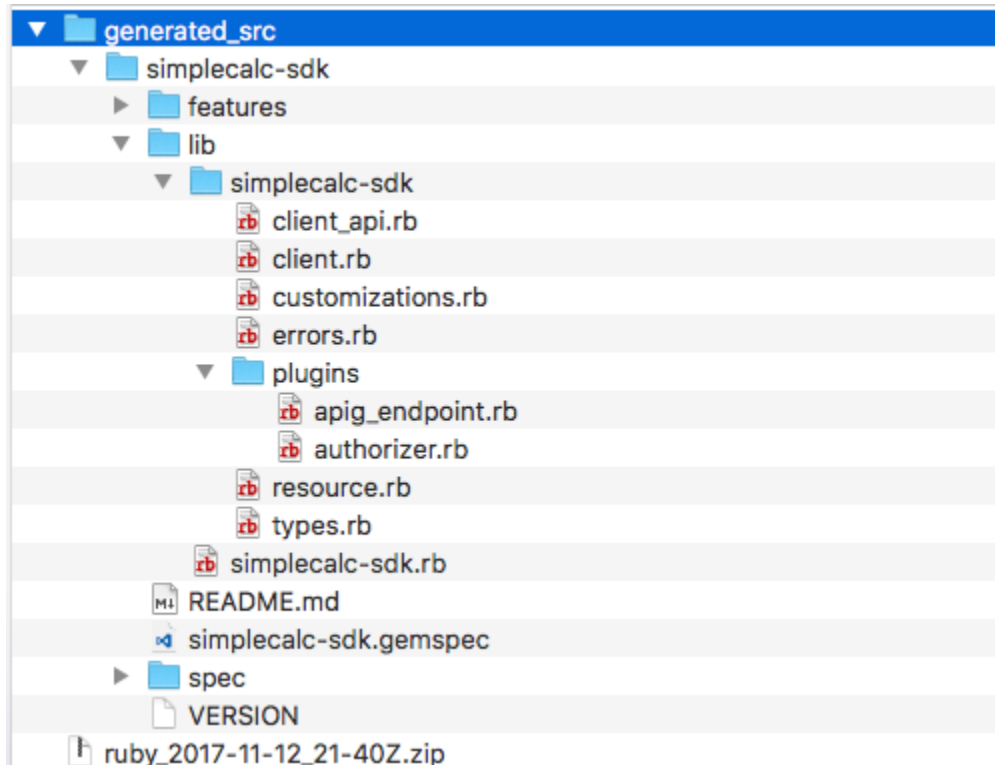 generated_src
simplecalc-sdk
features
lib
simplecalc-sdk
client_api.rb
client.rb
customizations.rb
errors.rb
plugins
apig_endpoint.rb
authorizer.rb
resource.rb
types.rb
simplecalc-sdk.rb
README.md
simplecalc-sdk.gemspec
spec
VERSION
ruby_2017-11-12_21-40Z.zip